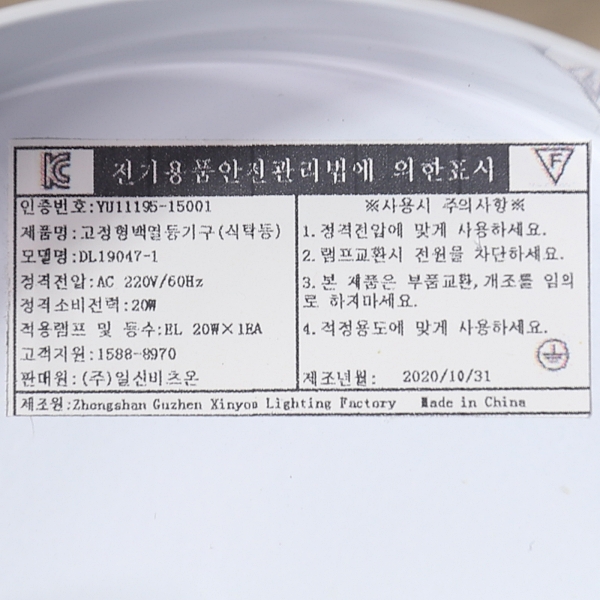 KC 전기용품안전관리법에 의한표시 F
인증번호:YU11195-15001
제품명:고정형백열등기구(식탁등)
모델명:DL19047-1
정격전압:AC 220V/60Hz
정격소비전력:20W
적용램프 및 등수:EL 20W×1EA
고객지원:1588-8970
판매원:(주)일신비츠온
※사용시 주의사항※
1.정격전압에 맞게 사용하세요.
2.램프교환시 전원을 차단하세요.
3.본 제품은 부품교환,개조를 임의
로 하지마세요.
4.적정용도에 맞게 사용하세요.
제조년월: 2020/10/31
제조원:Zhongshan Guzhen Xinyou Lighting Factory Made in China